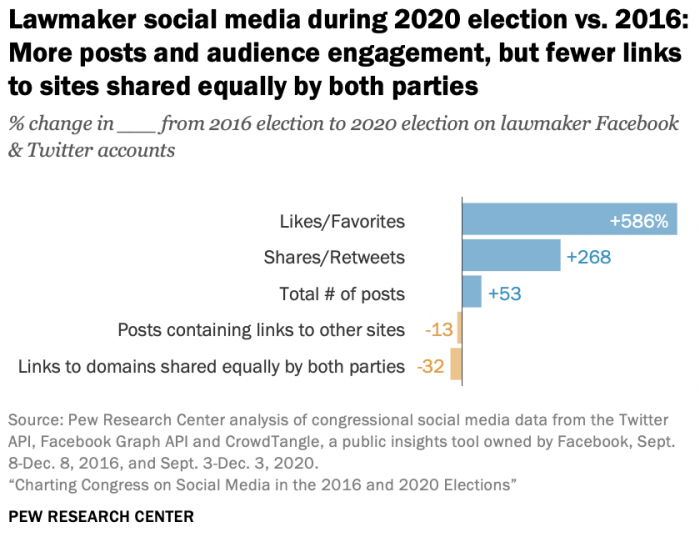 Lawmaker social media during 2020 election vs. 2016:
More posts and audience engagement, but fewer links
to sites shared equally by both parties
% change in ___ from 2016 election to 2020 election on lawmaker Facebook
& Twitter accounts
Likes/Favorites +586%
Shares/Retweets +268
Total # of posts +53
Posts containing links to other sites -13
Links to domains shared equally by both parties -32
Source: Pew Research Center analysis of congressional social media data from the Twitter
API, Facebook Graph API and CrowdTangle, a public insights tool owned by Facebook, Sept.
8-Dec. 8, 2016, and Sept. 3-Dec. 3, 2020.
“Charting Congress on Social Media in the 2016 and 2020 Elections”
PEW RESEARCH CENTER